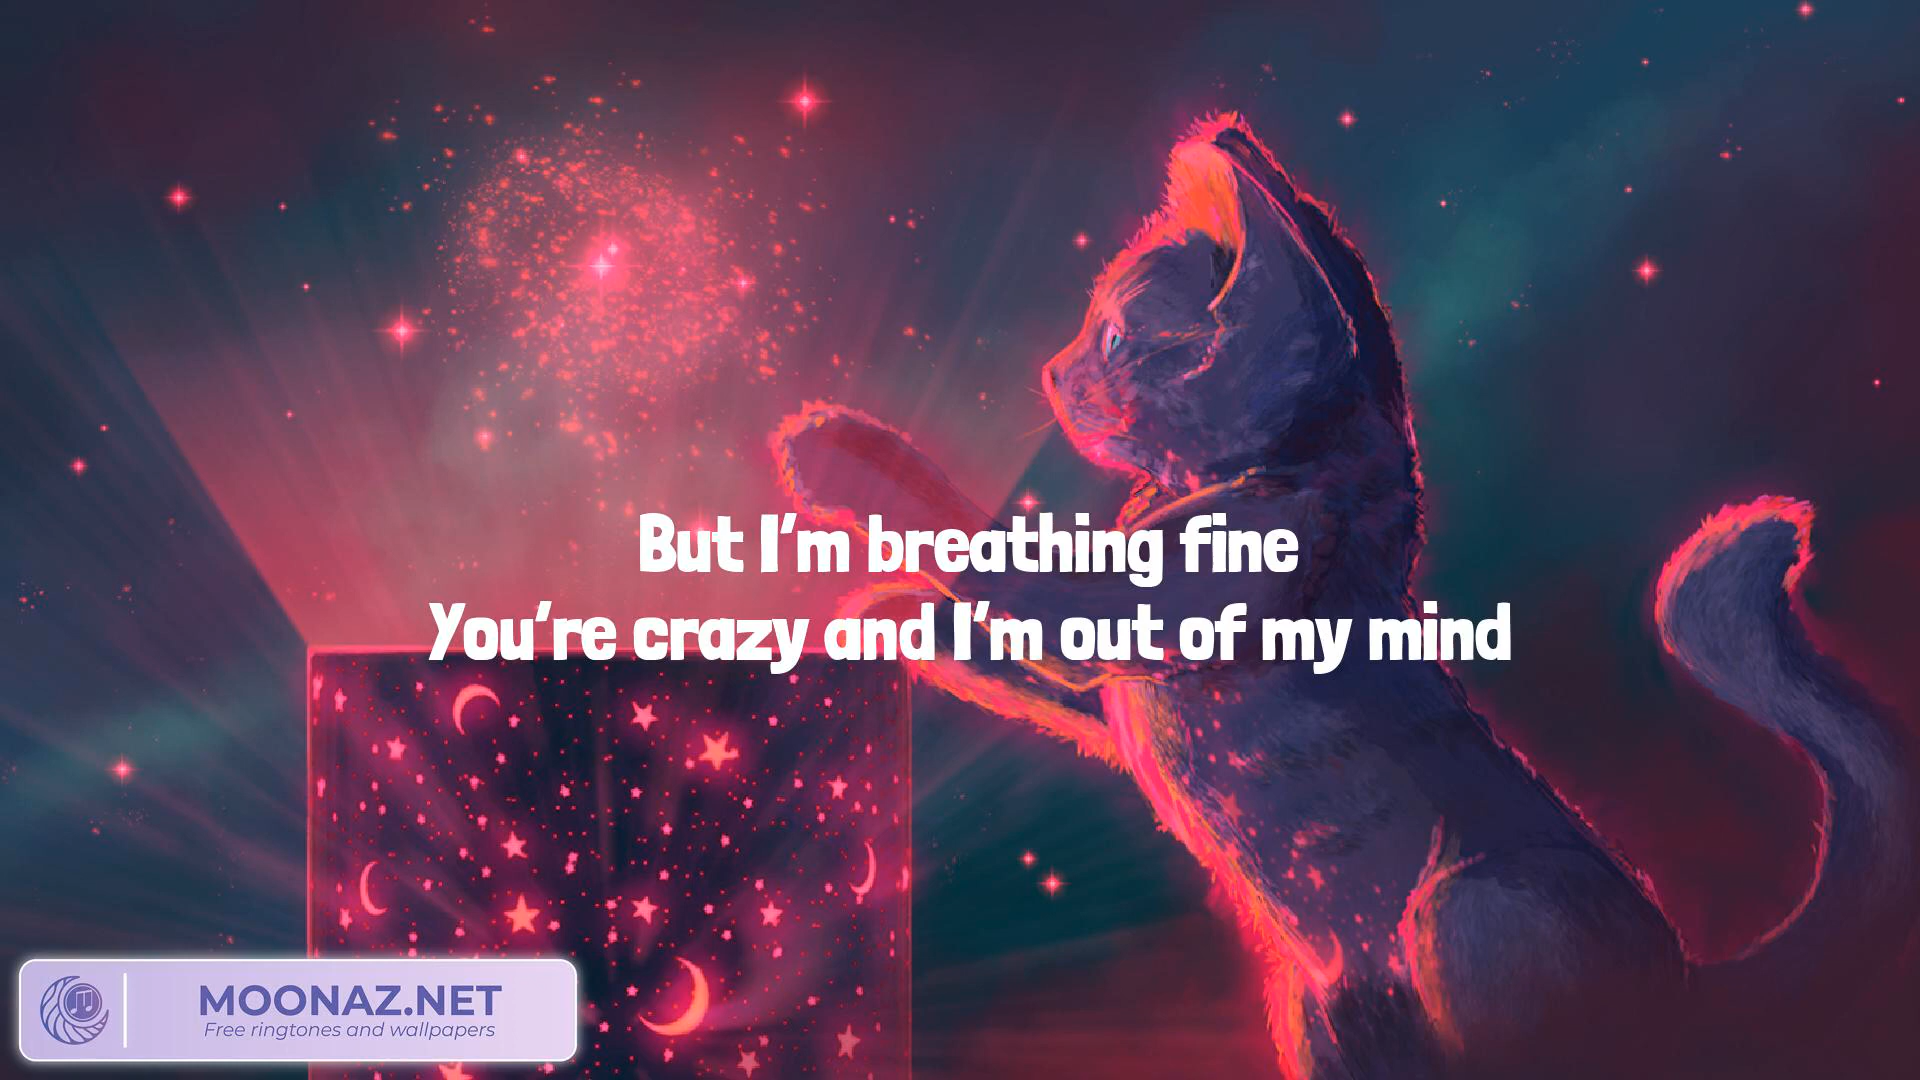 But I'm breathing fine
You're crazy and I'm out of my mind
MOONAZ.NET
Free ringtones and wallpapers